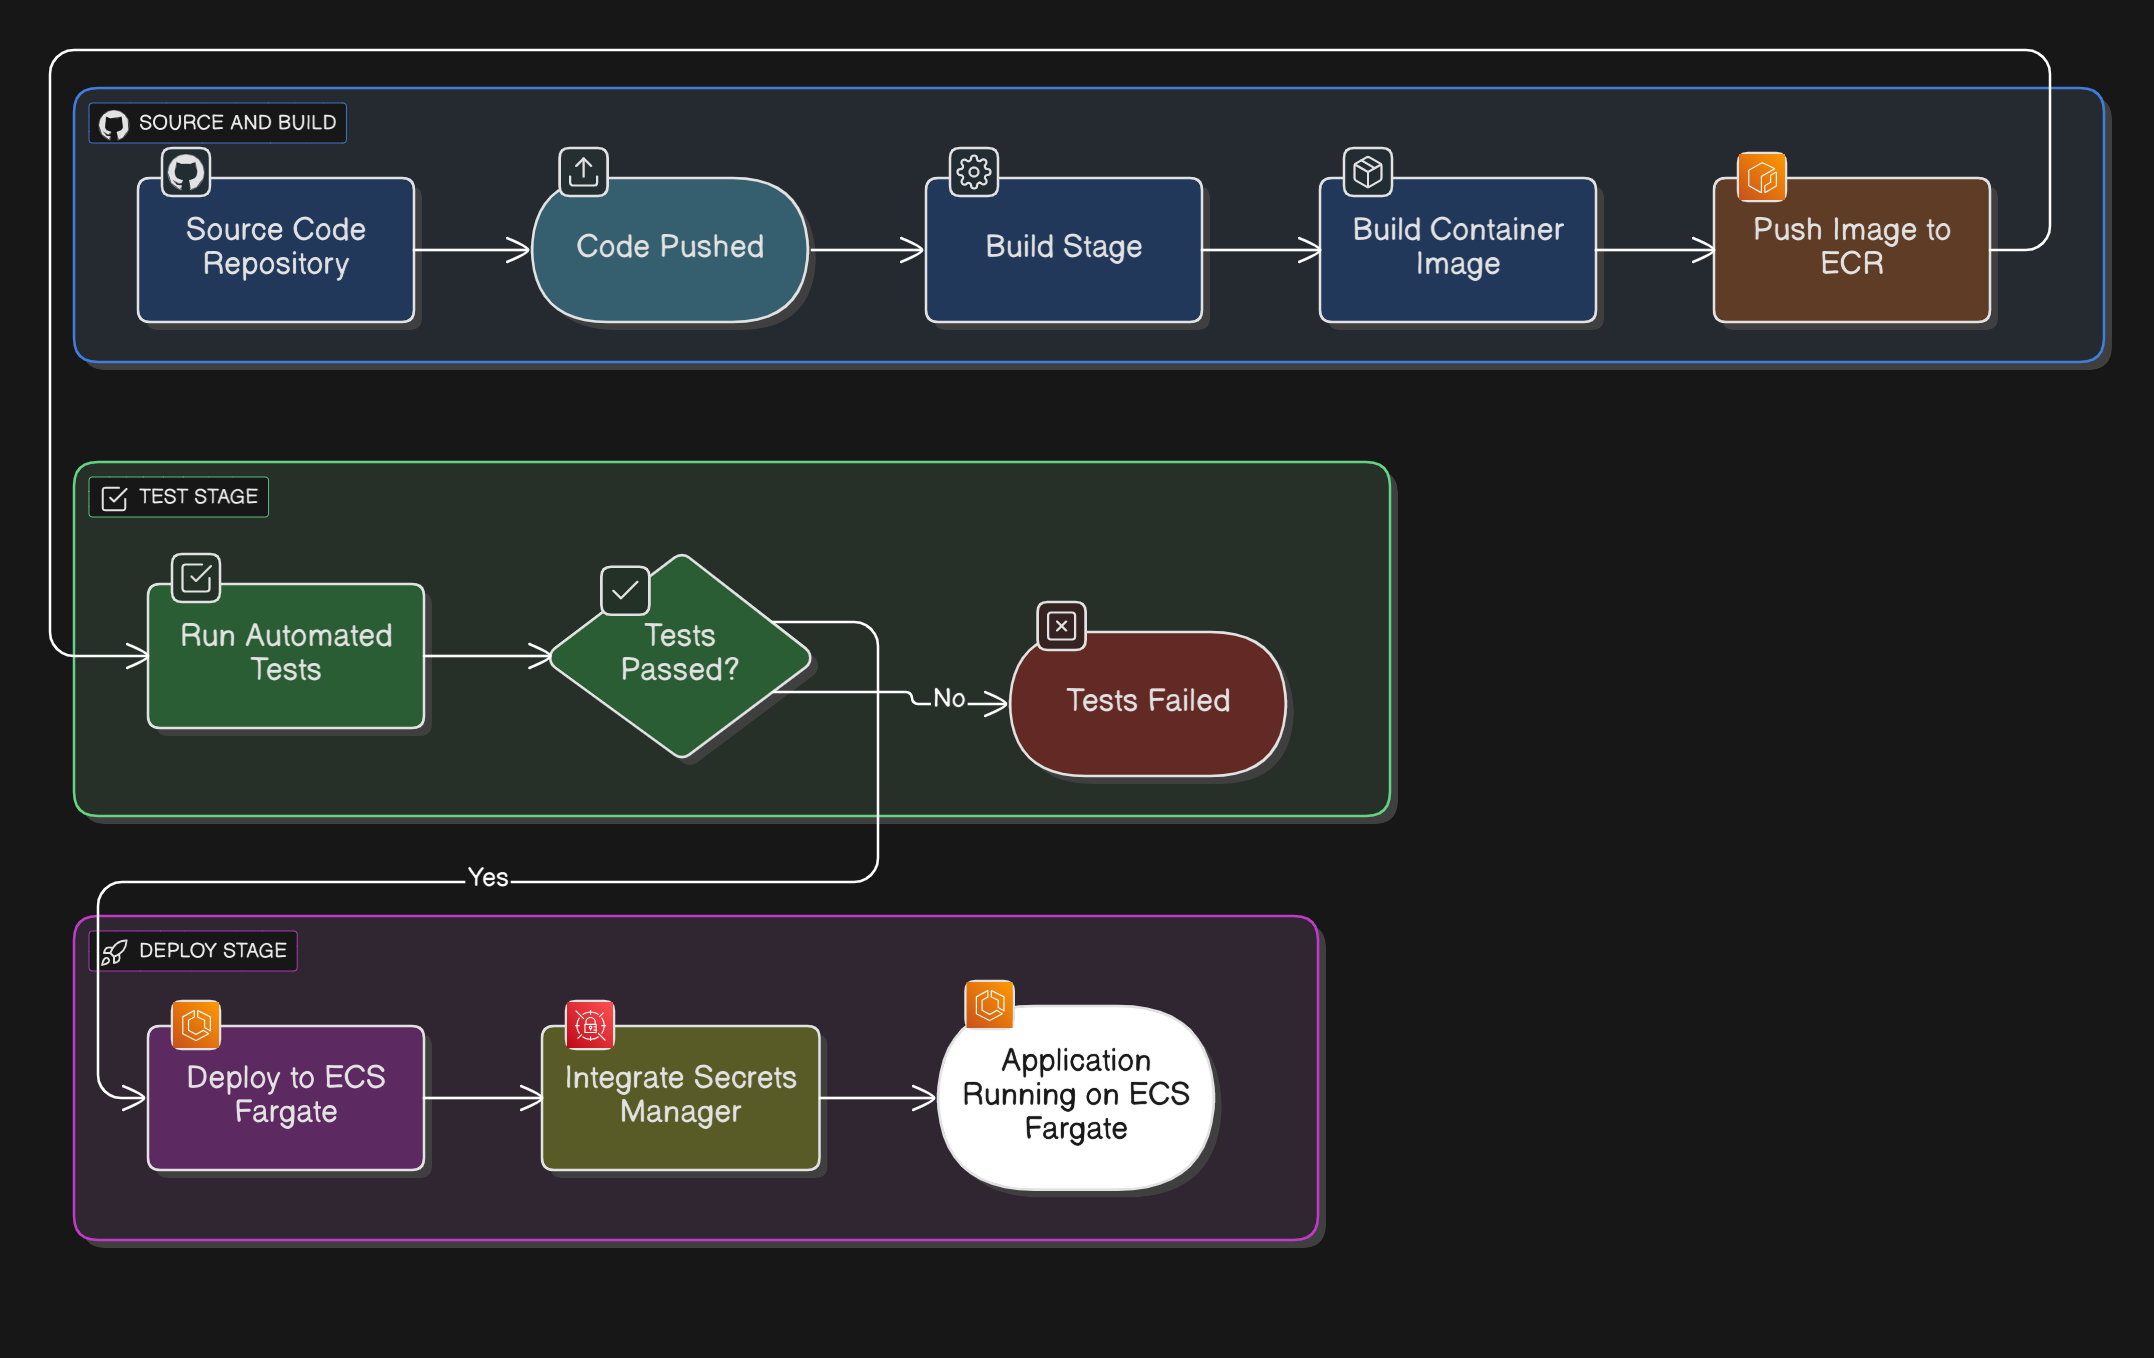 SOURCE AND BUILD
Source Code
Repository
Code Pushed
Build Stage
Build Container
Image
Push Image to
ECR
TEST STAGE
Run Automated
Tests
Tests
Passed?
No
Tests Failed
Yes
DEPLOY STAGE
Deploy to ECS
Fargate
Integrate Secrets
Manager
Application
Running on ECS
Fargate